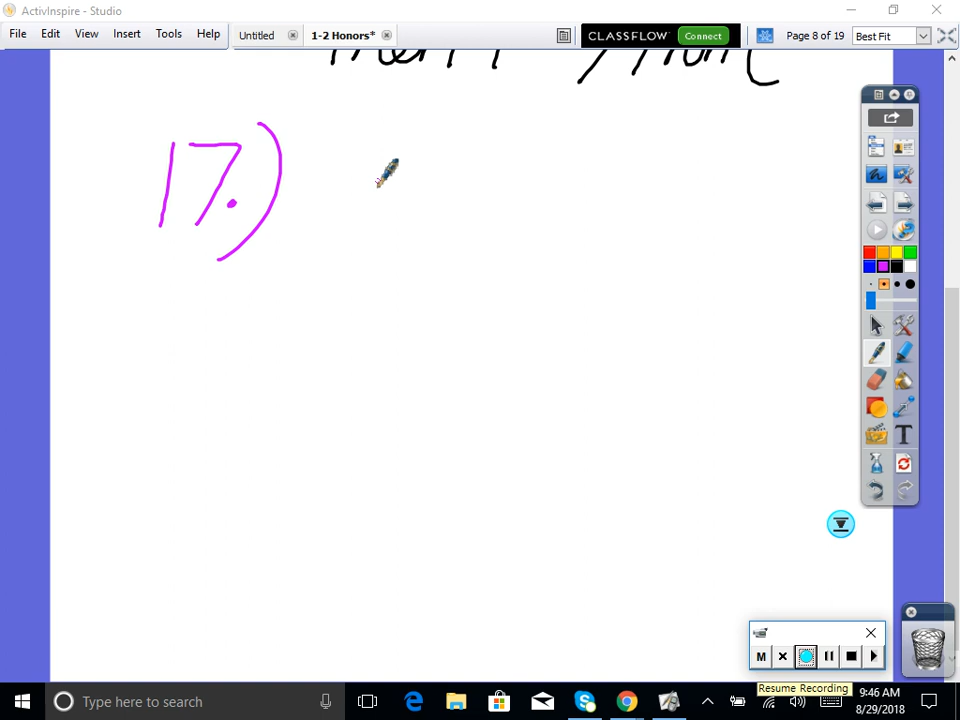 ActivInspire - Studio
File Edit View Insert Tools Help Untitled 1-2 Honors* CLASSFLOW Connect Page 8 of 19 Best Fit
17.)
T
M
Resume Recording
Type here to search
9:46 AM
8/29/2018